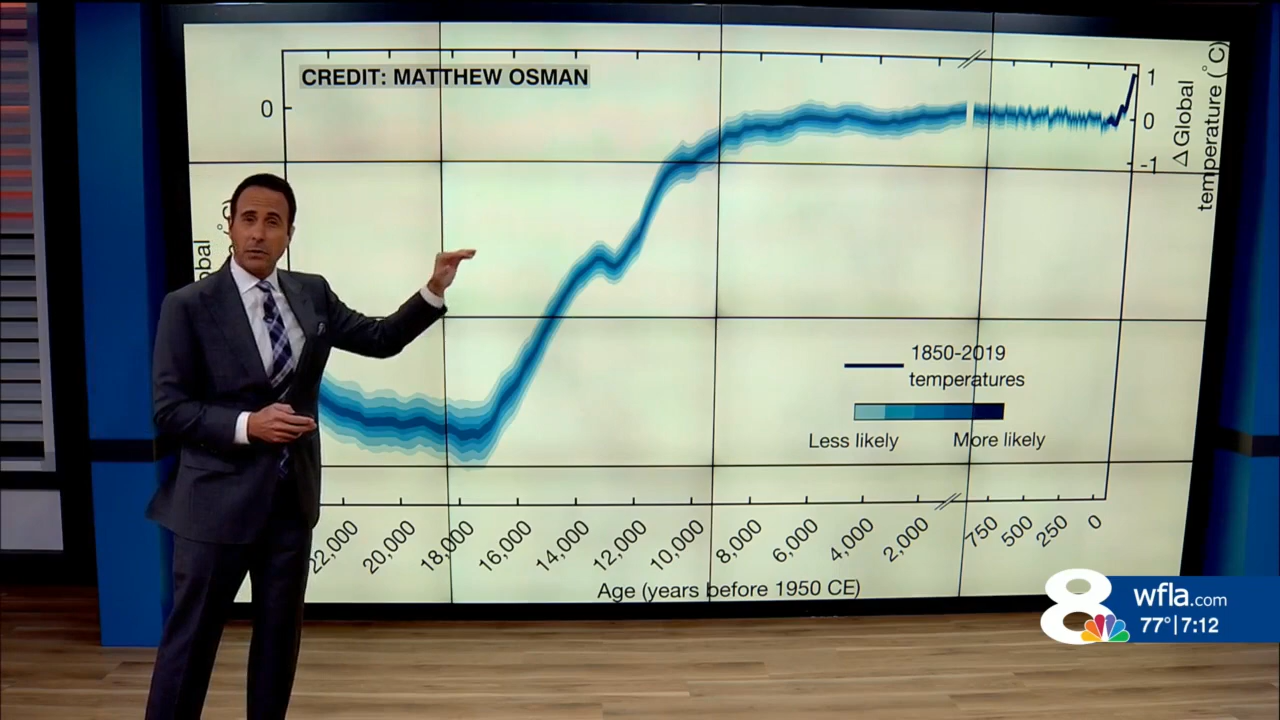 CREDIT: MATTHEW OSMAN
0
1
0
-1
Δ Global
temperature (°C)
obal
°C)
1850-2019
temperatures
Less likely More likely
22,000 20,000 18,000 16,000 14,000 12,000 10,000 8,000 6,000 4,000 2,000 750 500 250 0
Age (years before 1950 CE)
8 wfla.com
77° | 7:12